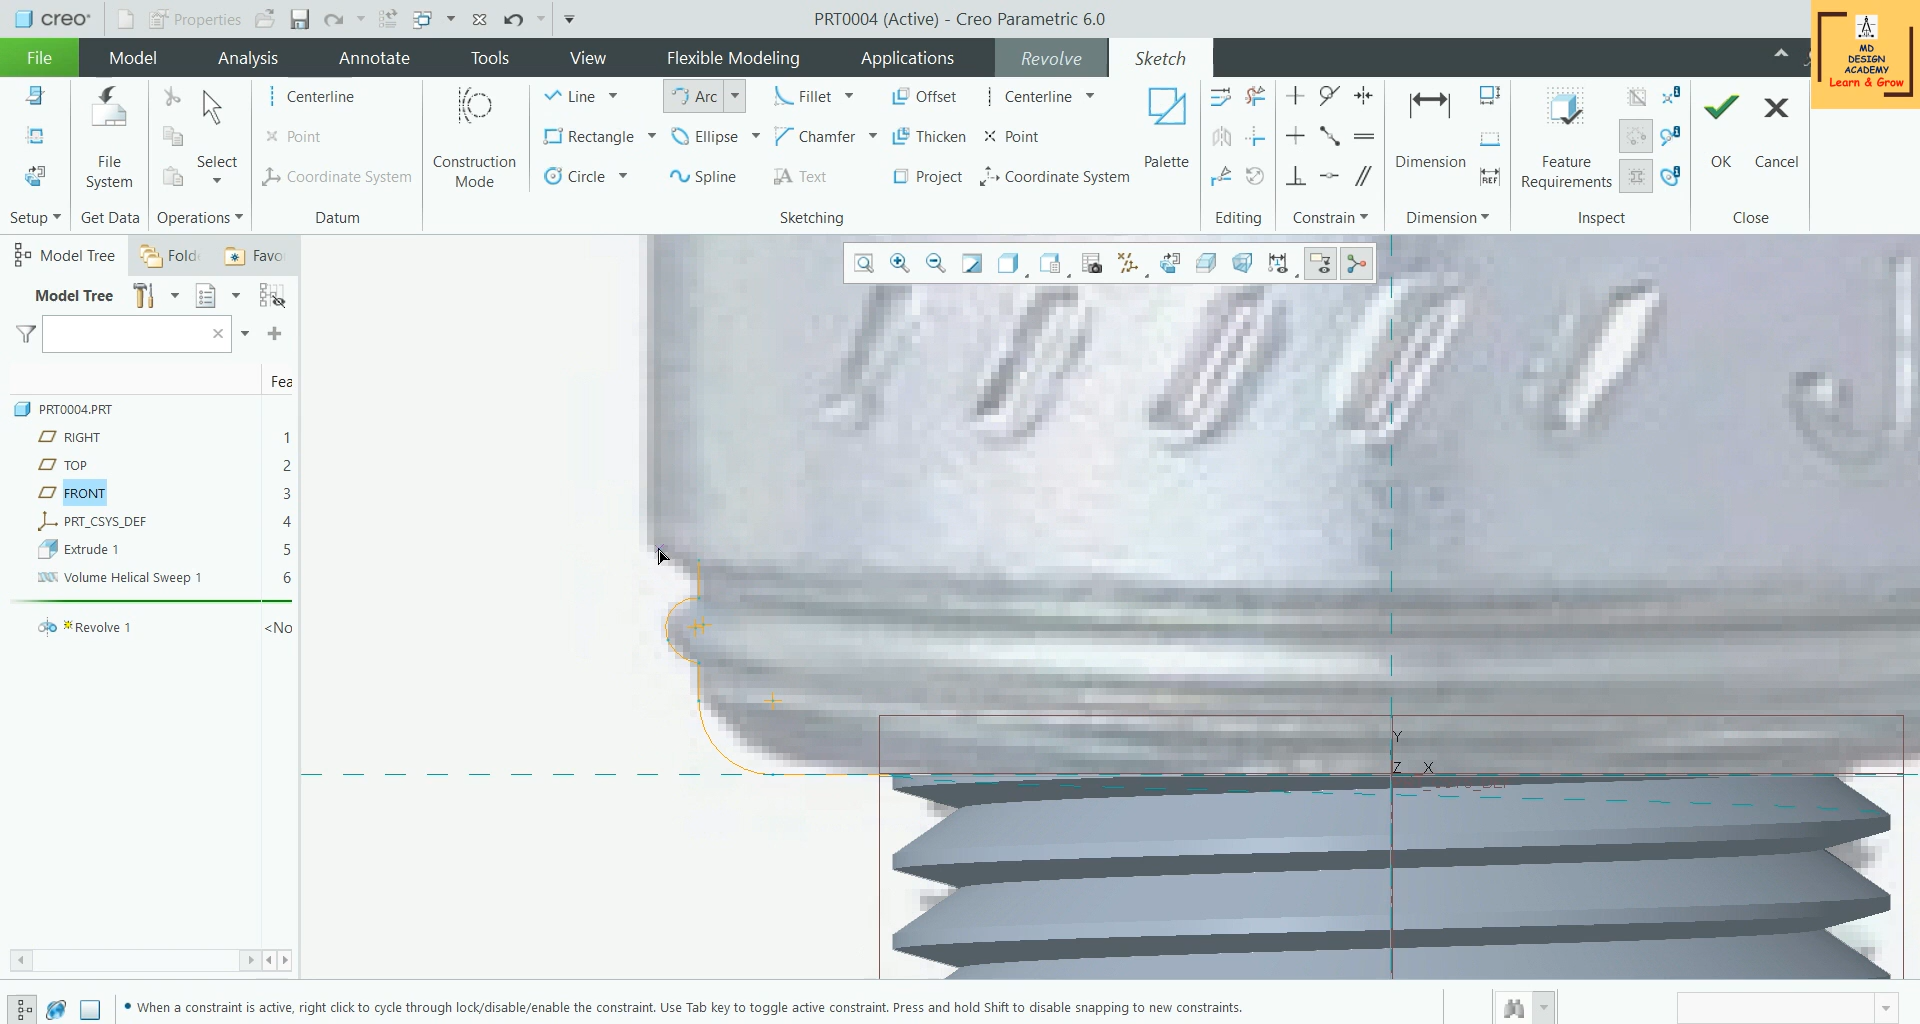 creo
Properties
PRT0004 (Active) - Creo Parametric 6.0
MD
DESIGN
ACADEMY
Learn & Grow
File
Model
Analysis
Annotate
Tools
View
Flexible Modeling
Applications
Revolve
Sketch
Centerline
Line
Arc
Fillet
Offset
Centerline
Point
Rectangle
Ellipse
Chamfer
Thicken
Point
Coordinate System
Circle
Spline
Text
Project
Coordinate System
File
System
Select
Construction
Mode
Palette
Dimension
REF
Feature
Requirements
OK
Cancel
Setup
Get Data
Operations
Datum
Sketching
Editing
Constrain
Dimension
Inspect
Close
Model Tree
Fold
Favo
Model Tree
Fea
PRT0004.PRT
RIGHT 1
TOP 2
FRONT 3
PRT_CSYS_DEF 4
Extrude 1 5
Volume Helical Sweep 1 6
Revolve 1 <No
Y
Z X
When a constraint is active, right click to cycle through lock/disable/enable the constraint. Use Tab key to toggle active constraint. Press and hold Shift to disable snapping to new constraints.